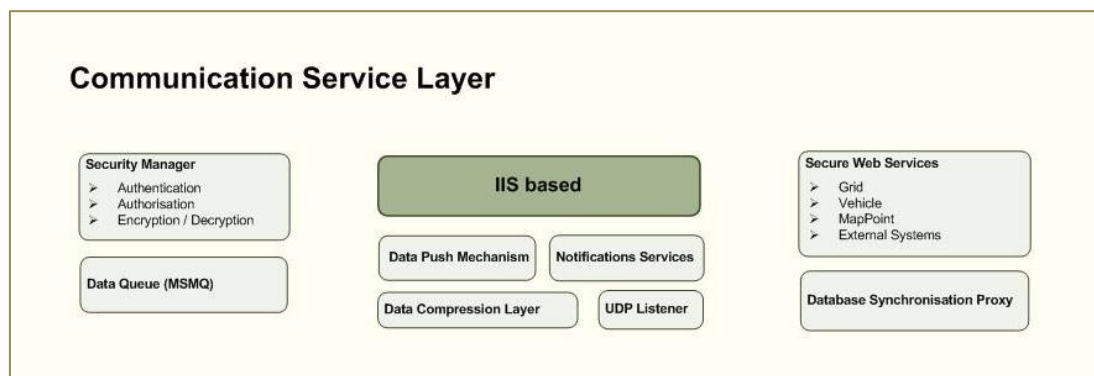 Communication Service Layer
Security Manager
Authentication
Authorisation
Encryption / Decryption
Data Queue (MSMQ)
IIS based
Data Push Mechanism
Notifications Services
Data Compression Layer
UDP Listener
Secure Web Services
Grid
Vehicle
MapPoint
External Systems
Database Synchronisation Proxy